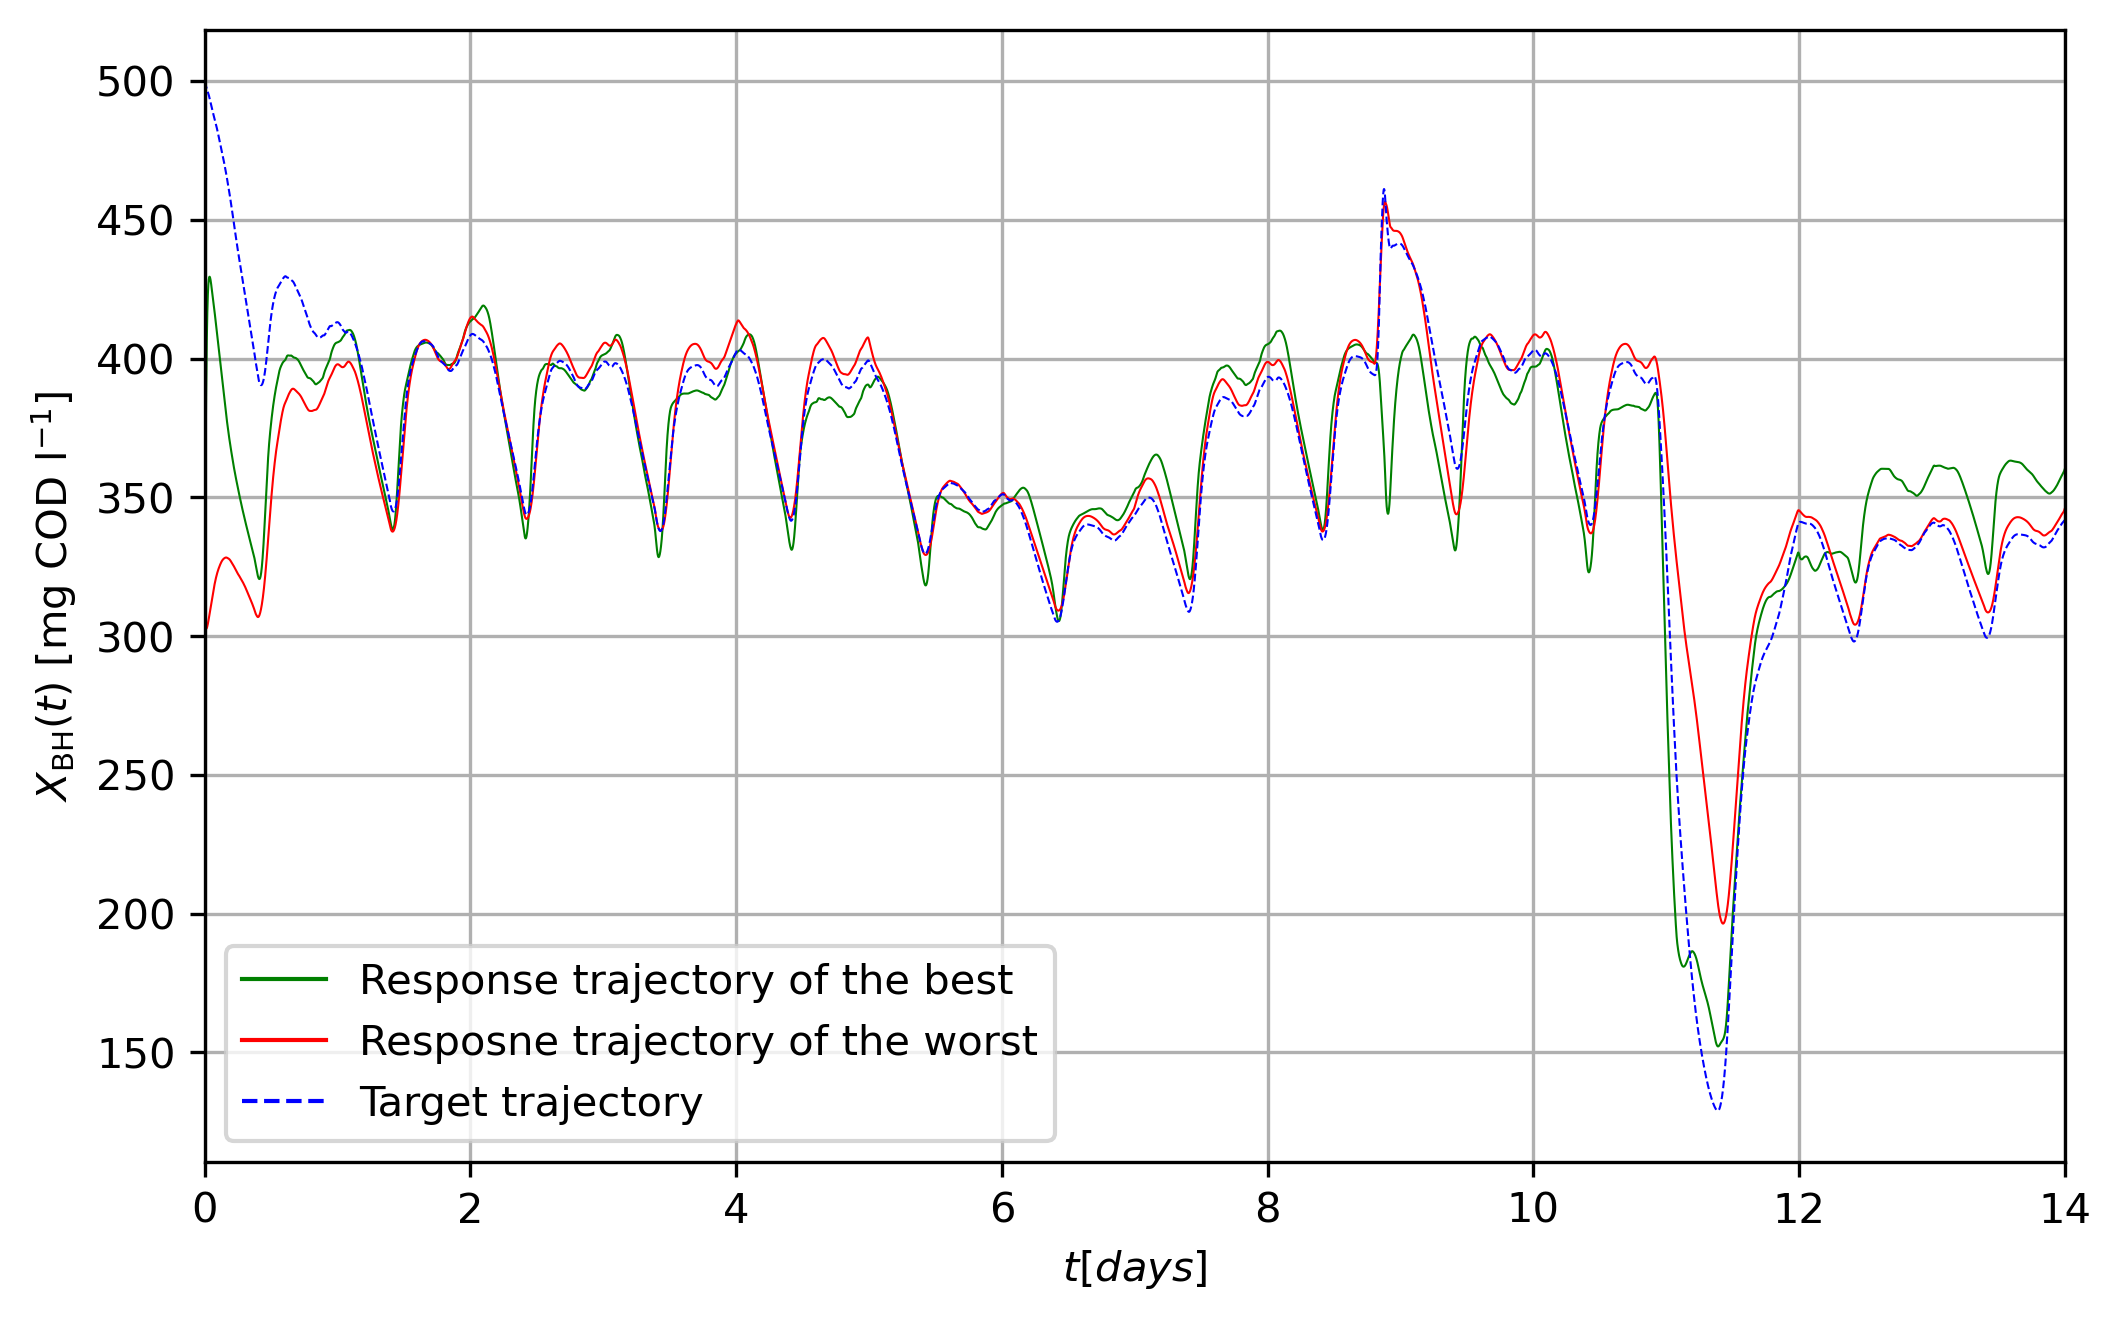 500
450
400
350
300
250
200
150
X_BH(t) [mg COD l⁻¹]
Response trajectory of the best
Resposne trajectory of the worst
Target trajectory
0 2 4 6 8 10 12 14
t[days]